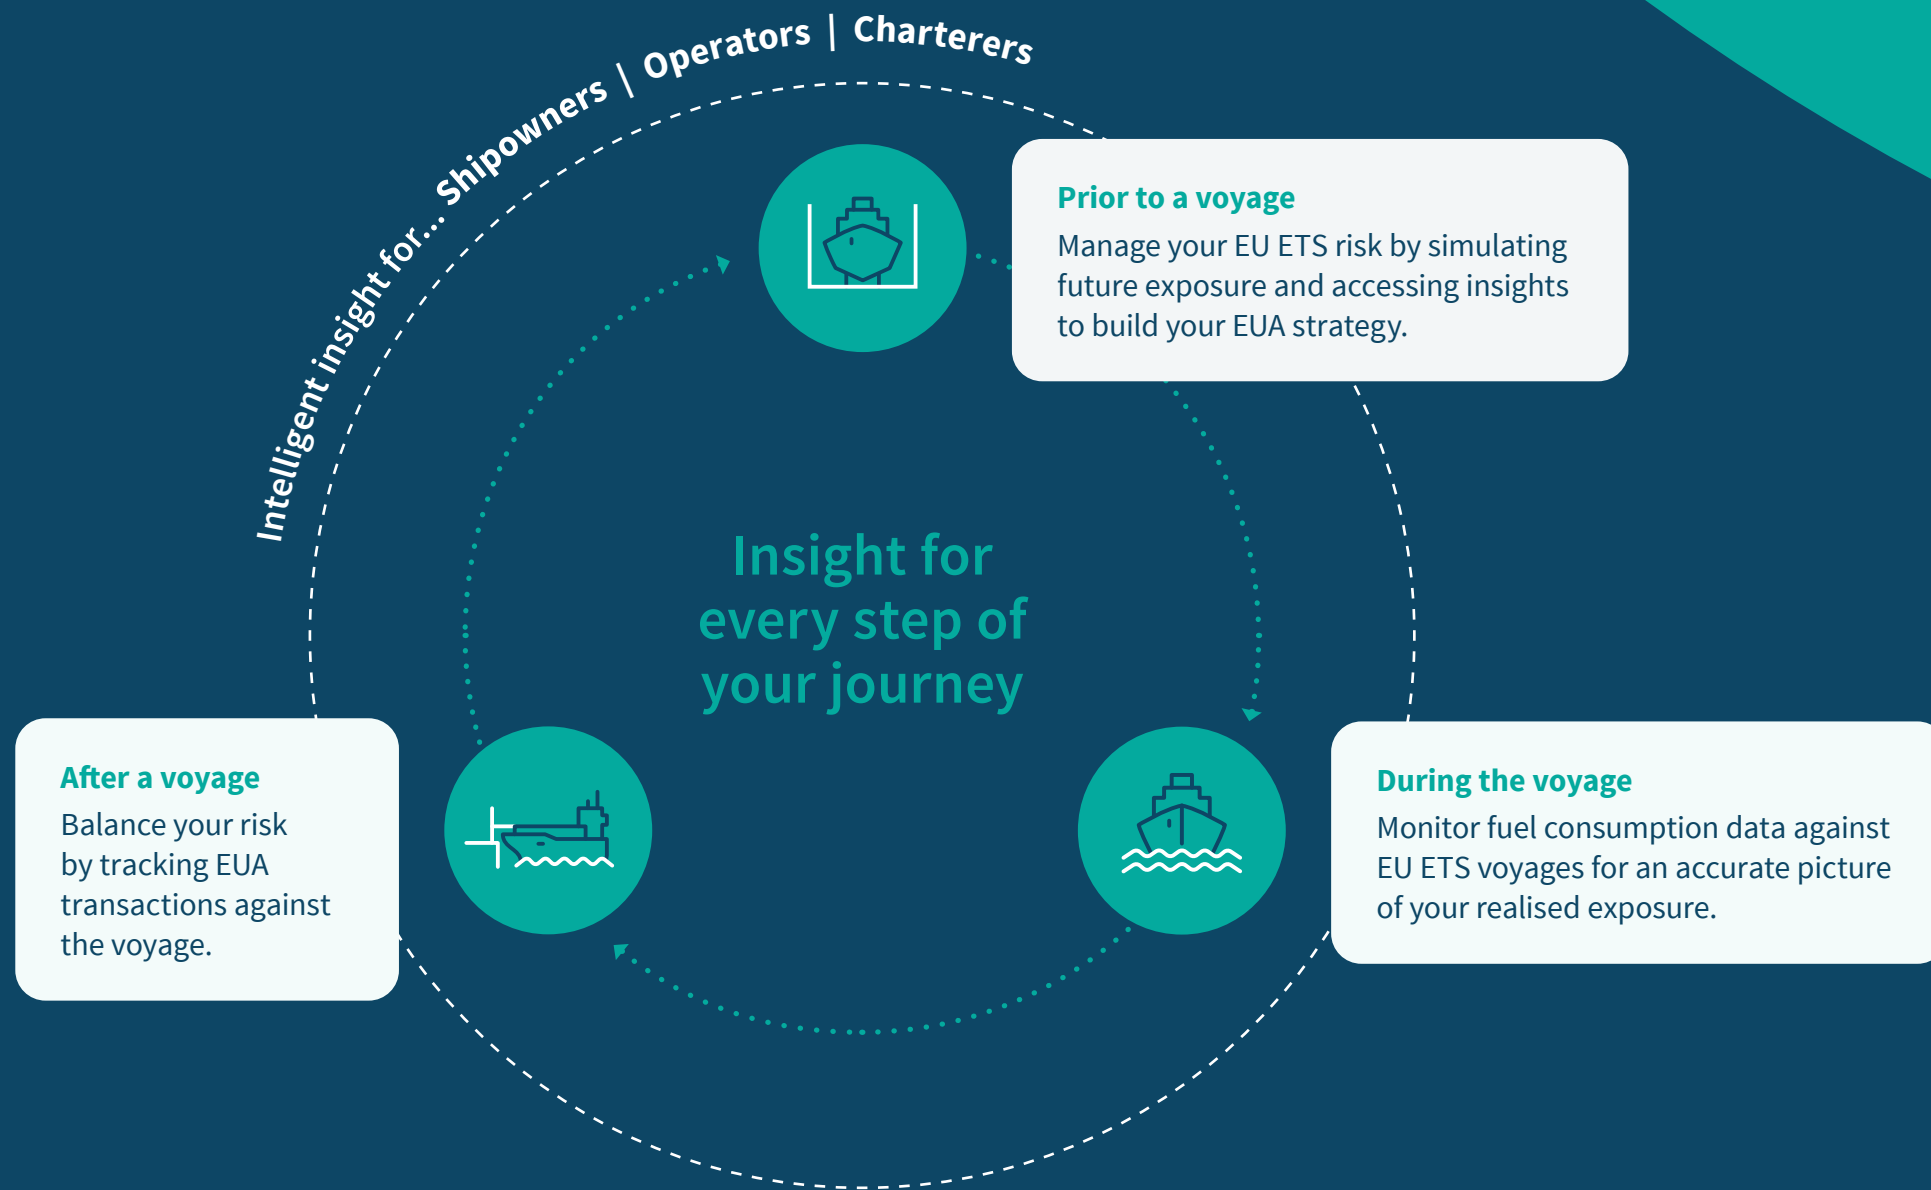 Intelligent insight for... Shipowners | Operators | Charterers
Prior to a voyage
Manage your EU ETS risk by simulating
future exposure and accessing insights
to build your EUA strategy.
Insight for
every step of
your journey
After a voyage
Balance your risk
by tracking EUA
transactions against
the voyage.
During the voyage
Monitor fuel consumption data against
EU ETS voyages for an accurate picture
of your realised exposure.